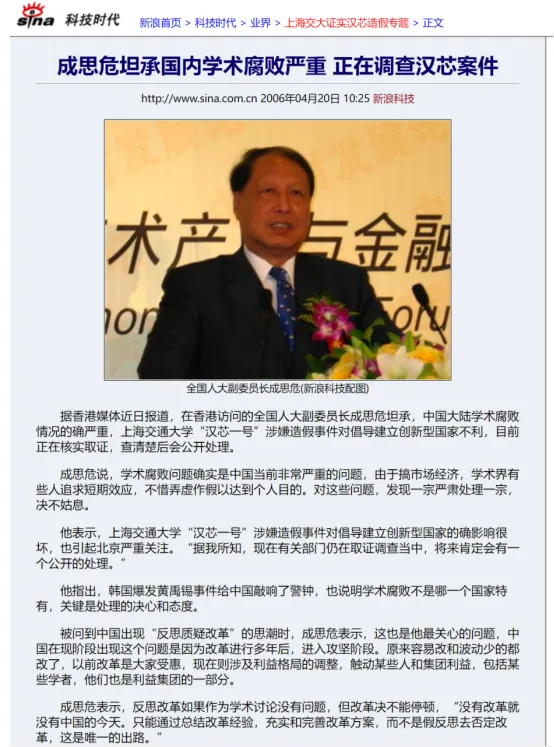 sina 科技时代 新浪首页 > 科技时代 > 业界 > 上海交大证实汉芯造假专题 > 正文
成思危坦承国内学术腐败严重 正在调查汉芯案件
http://www.sina.com.cn 2006年04月20日 10:25 新浪科技
术产 与金融
orum
全国人大副委员长成思危(新浪科技配图)
据香港媒体近日报道，在香港访问的全国人大副委员长成思危坦承，中国大陆学术腐败
情况的确严重，上海交通大学“汉芯一号”涉嫌造假事件对倡导建立创新型国家不利，目前
正在核实取证，查清楚后会公开处理。
成思危说，学术腐败问题确实是中国当前非常严重的问题，由于搞市场经济，学术界有
些人追求短期效应，不惜弄虚作假以达到个人目的。对这些问题，发现一宗严肃处理一宗，
决不姑息。
他表示，上海交通大学“汉芯一号”涉嫌造假事件对倡导建立创新型国家的确影响很
坏，也引起北京严重关注。“据我所知，现在有关部门仍在取证调查当中，将来肯定会有一
个公开的处理。”
他指出，韩国爆发黄禹锡事件给中国敲响了警钟，也说明学术腐败不是哪一个国家特
有，关键是处理的决心和态度。
被问到中国出现“反思质疑改革”的思潮时，成思危表示，这也是他最关心的问题，中
国在现阶段出现这个问题是因为改革进行多年后，进入攻坚阶段。原来容易改和波动少的都
改了，以前改革是大家受惠，现在则涉及利益格局的调整，触动某些人和集团利益，包括某
些学者，他们也是利益集团的一部分。
成思危表示，反思改革如果作为学术讨论没有问题，但改革决不能停顿，“没有改革就
没有中国的今天。只能通过总结改革经验，充实和完善改革方案，而不是假反思去否定改
革，这是唯一的出路。”